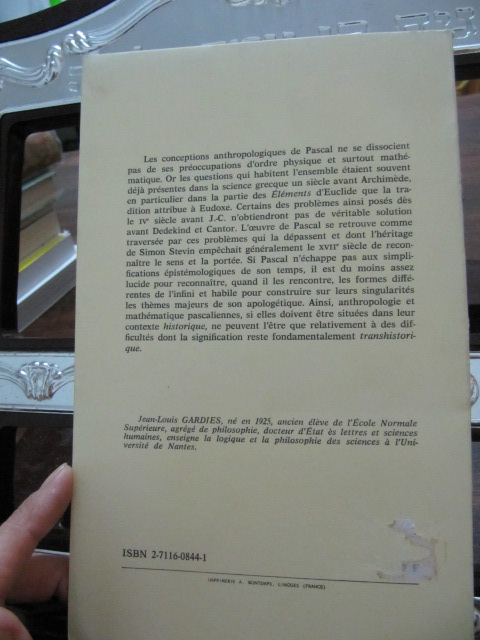 Les conceptions anthropologiques de Pascal ne se dissocient
pas de ses préoccupations d'ordre physique et surtout mathé-
matique. Or les questions qui habitent l'ensemble étaient souvent
déjà présentes dans la science grecque un siècle avant Archimède,
en particulier dans la partie des Éléments d'Euclide que la tra-
dition attribue à Eudoxe. Certains des problèmes ainsi posés dès
le IVe siècle avant J.-C. n'obtiendront pas de véritable solution
avant Dedekind et Cantor. L'œuvre de Pascal se retrouve comme
traversée par ces problèmes qui la dépassent et dont l'héritage
de Simon Stevin empêchait généralement le XVIIe siècle de recon-
naître le sens et la portée. Si Pascal n'échappe pas aux simpli-
fications épistémologiques de son temps, il est du moins assez
lucide pour reconnaître, quand il les rencontre, les formes diffé-
rentes de l'infini et habile pour construire sur leurs singularités
les thèmes majeurs de son apologétique. Ainsi, anthropologie et
mathématique pascaliennes, si elles doivent être situées dans leur
contexte historique, ne peuvent l'être que relativement à des dif-
ficultés dont la signification reste fondamentalement transhistori-
que.
Jean-Louis GARDIES, né en 1925, ancien élève de l'École Normale
Supérieure, agrégé de philosophie, docteur d'État ès lettres et sciences
humaines, enseigne la logique et la philosophie des sciences à l'Uni-
versité de Nantes.
ISBN 2-7116-0844-1
IMPRIMERIE A. BONTEMPS, LIMOGES (FRANCE)